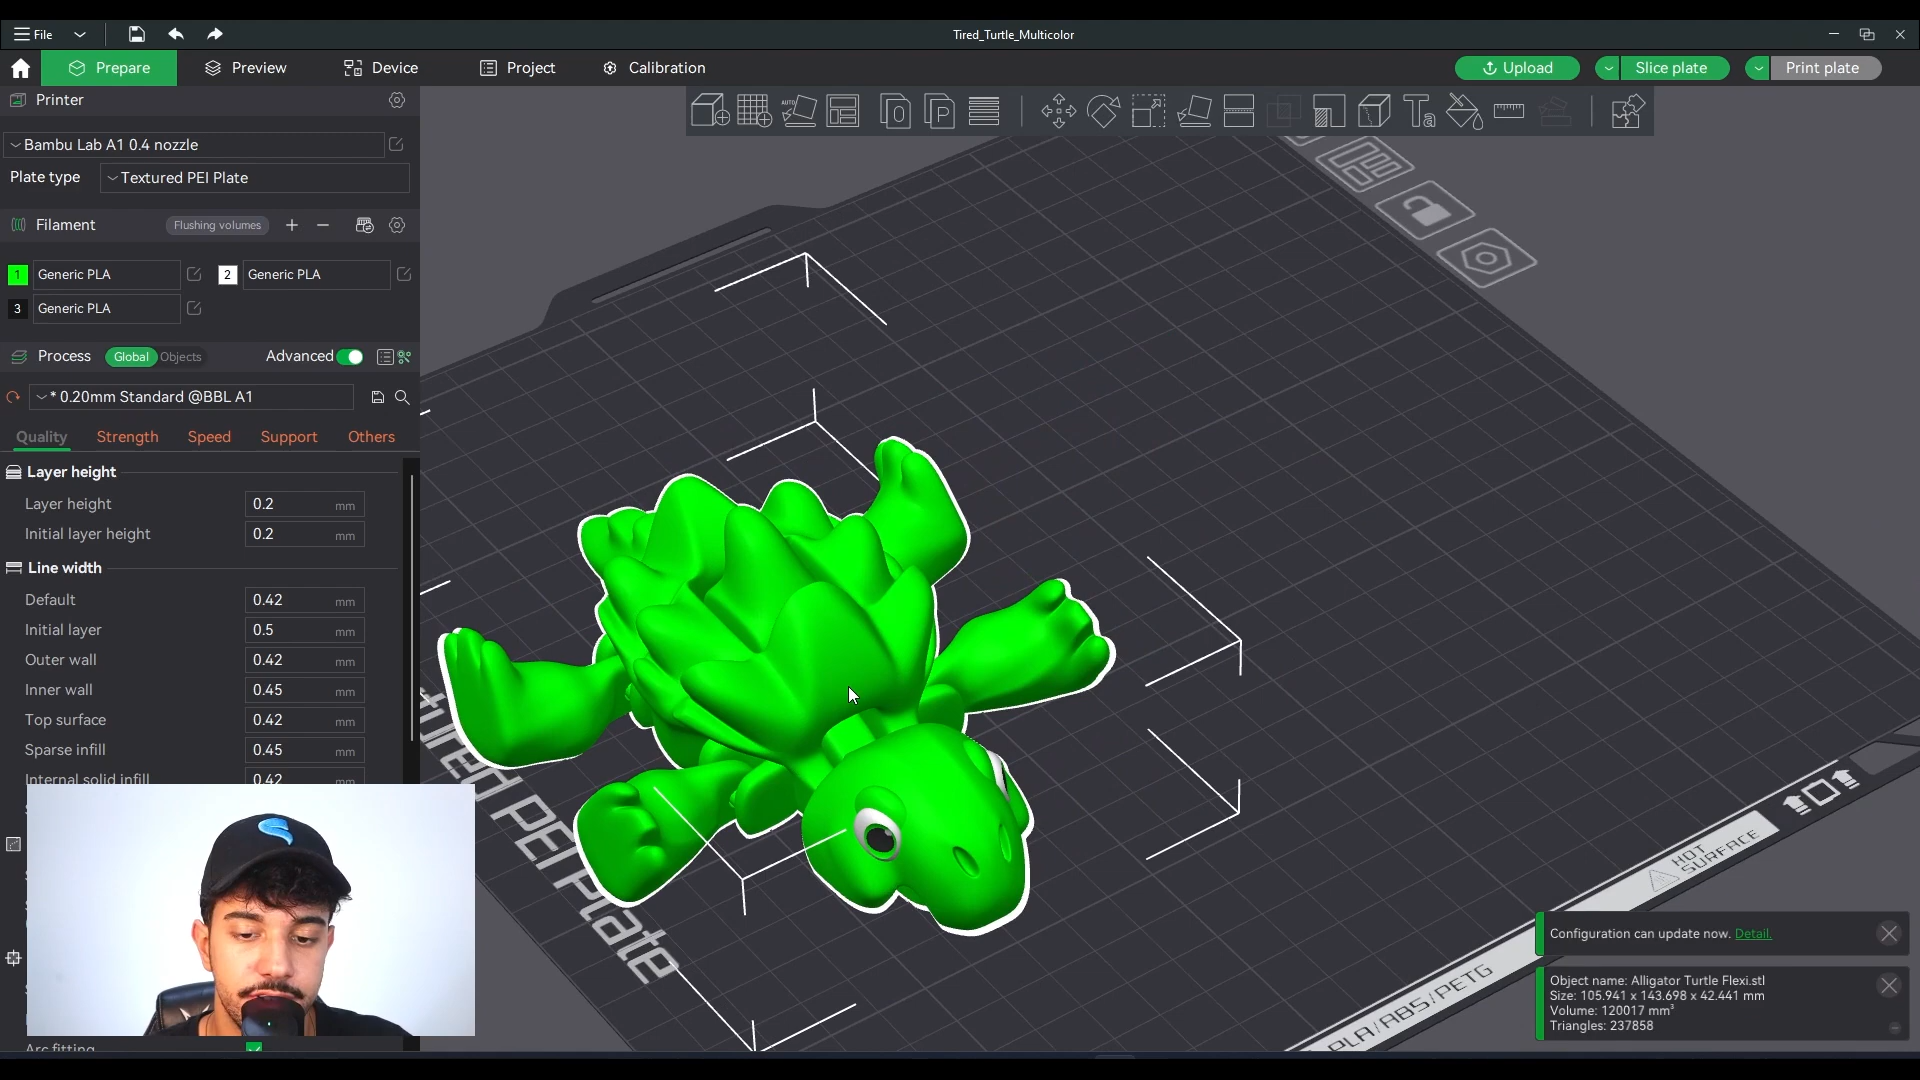 File
Tired_Turtle_Multicolor
Prepare
Preview
Device
Project
Calibration
Upload
Slice plate
Print plate
Printer
Bambu Lab A1 0.4 nozzle
Plate type
Textured PEI Plate
Filament
Flushing volumes
1 Generic PLA
2 Generic PLA
3 Generic PLA
Process
Global
Objects
Advanced
* 0.20mm Standard @BBL A1
Quality
Strength
Speed
Support
Others
Layer height
Layer height 0.2 mm
Initial layer height 0.2 mm
Line width
Default 0.42 mm
Initial layer 0.5 mm
Outer wall 0.42 mm
Inner wall 0.45 mm
Top surface 0.42 mm
Sparse infill 0.45 mm
Internal solid infill 0.42 mm
Arc fitting
AUTO
O
P
Ta
tured PEI Plate
HOT
SURFACE
PLA/ABS/PETG
Configuration can update now. Detail.
Object name: Alligator Turtle Flexi.stl
Size: 105.941 x 143.698 x 42.441 mm
Volume: 120017 mm³
Triangles: 237858